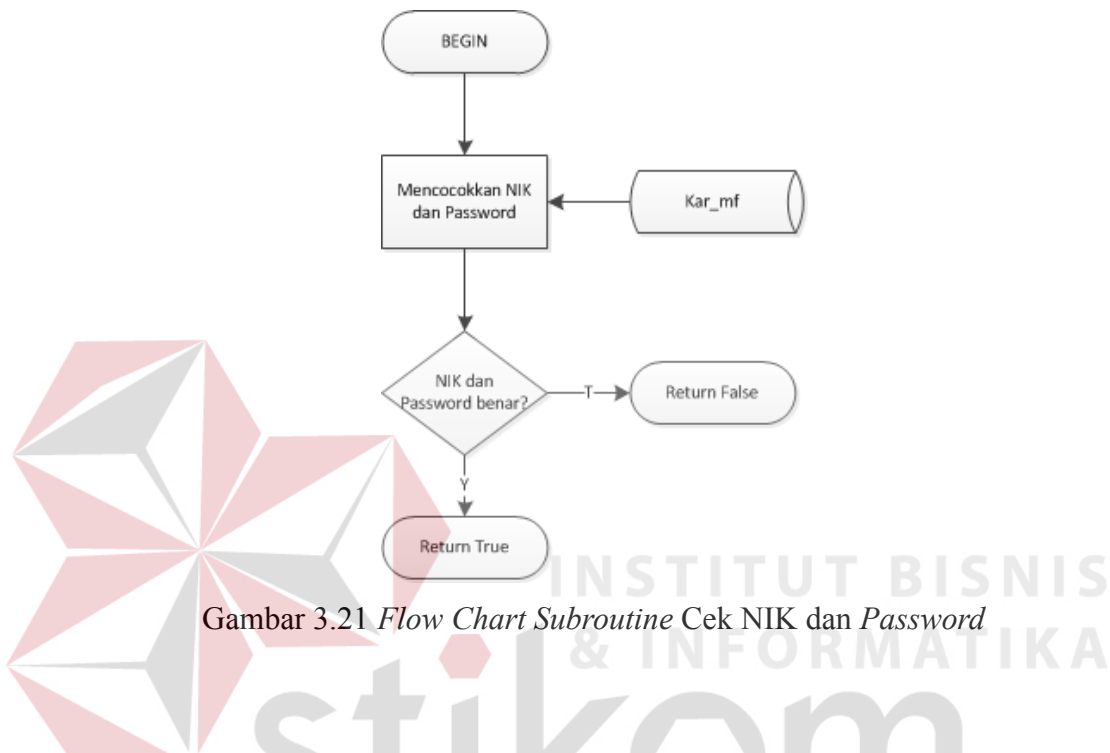 BEGIN
Mencocokkan NIK
dan Password
Kar_mf
NIK dan
Password benar?
T
Return False
Y
Return True
INSTITUT BISNIS
Gambar 3.21 Flow Chart Subroutine Cek NIK dan Password
& INFORMATIKA
stikom